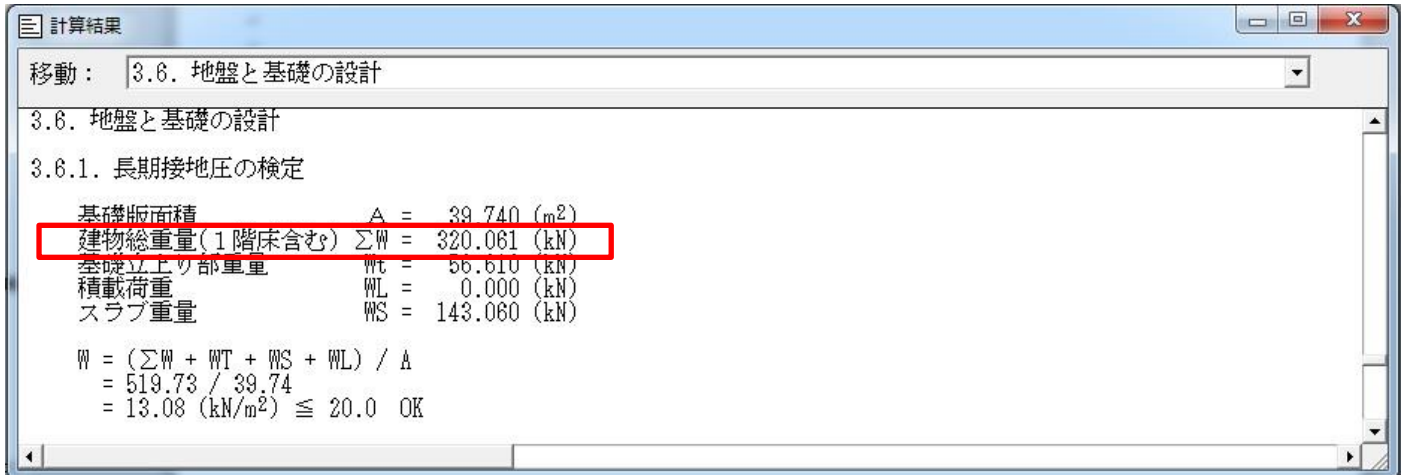 計算結果
移動： 3.6. 地盤と基礎の設計
3.6. 地盤と基礎の設計
3.6.1. 長期接地圧の検定
基礎版面積 A = 39.740 (m2)
建物総重量(１階床含む) ΣW = 320.061 (kN)
基礎立上り部重量 Wt = 56.610 (kN)
積載荷重 WL = 0.000 (kN)
スラブ重量 WS = 143.060 (kN)
W = (ΣW + WT + WS + WL) / A
= 519.73 / 39.74
= 13.08 (kN/m²) ≦ 20.0 OK